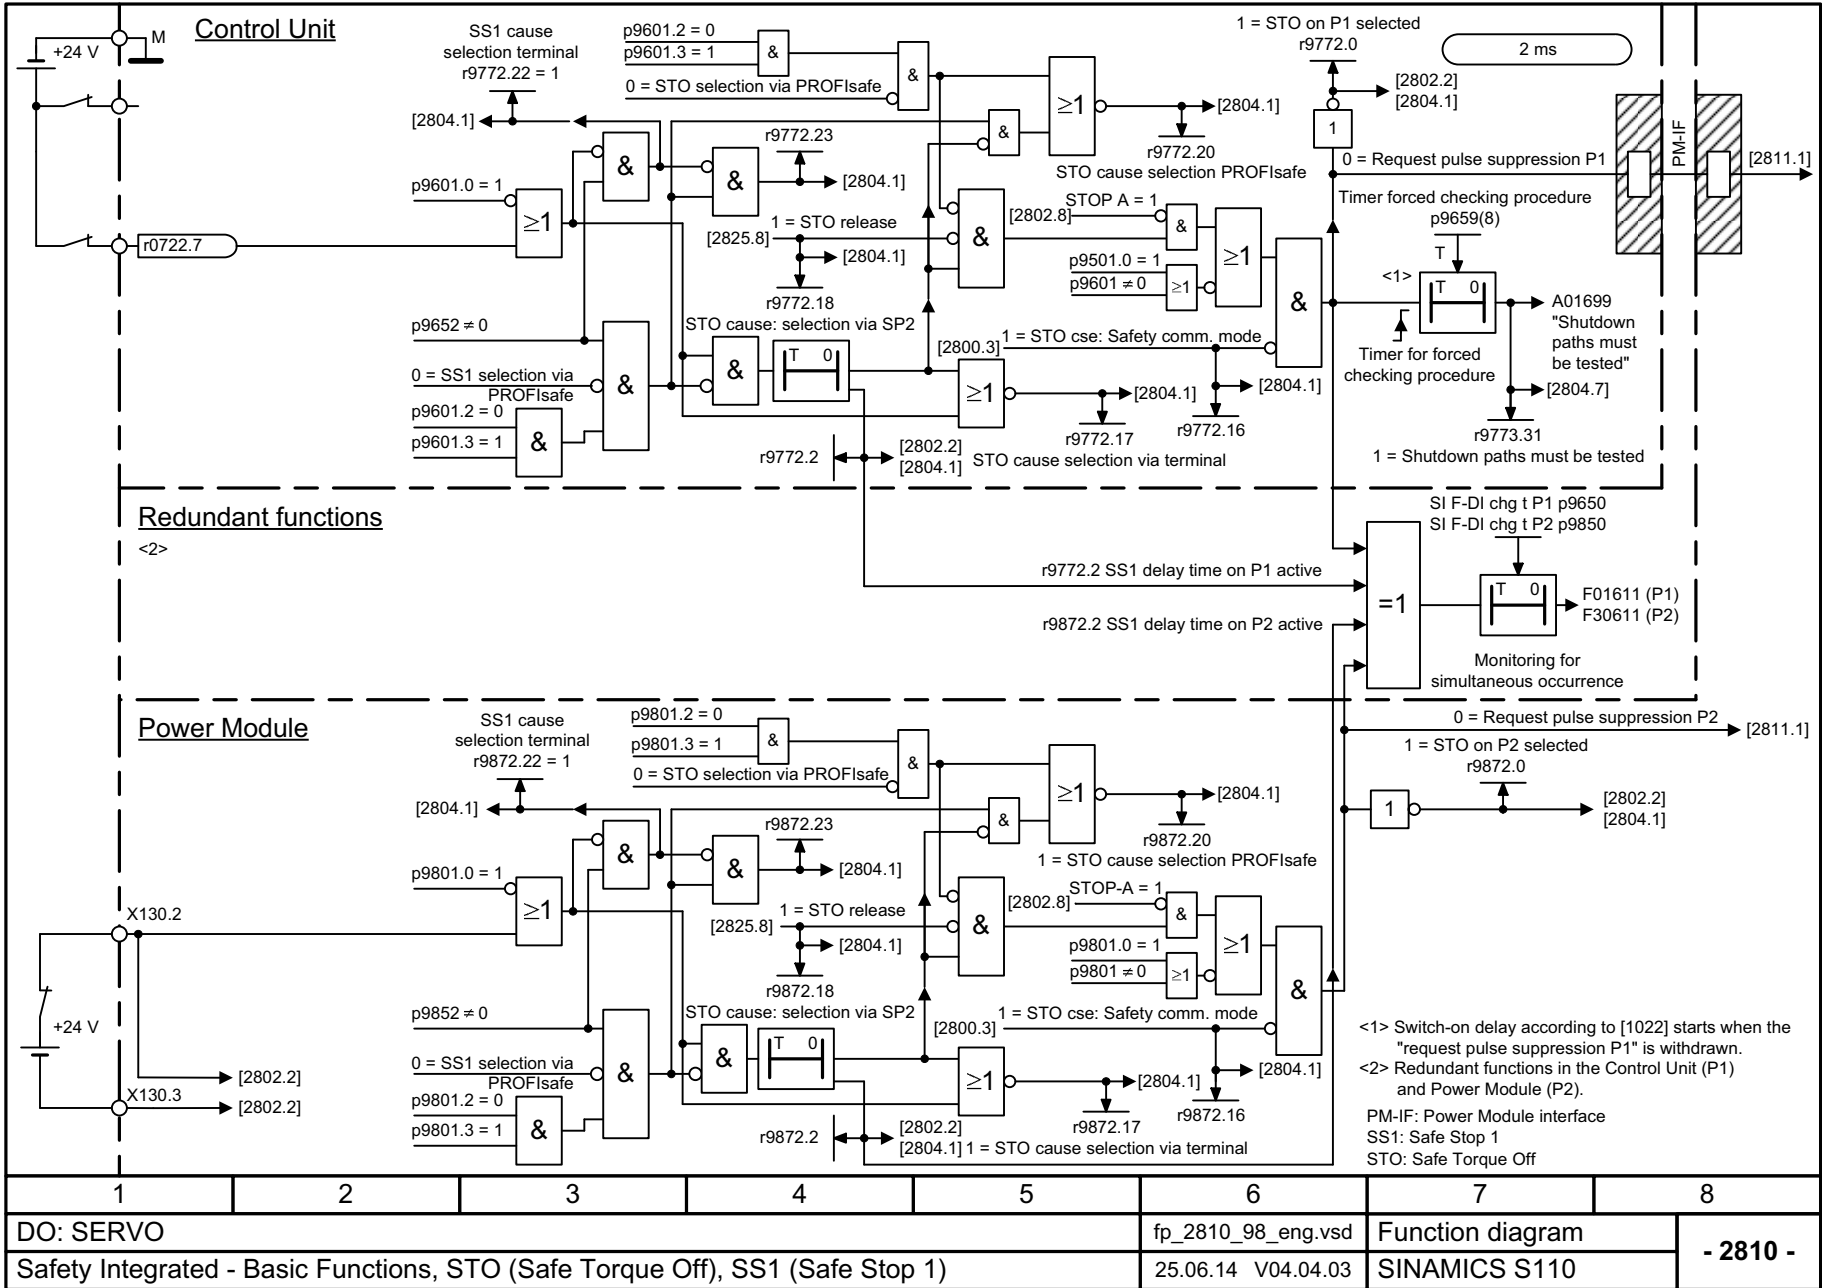 Control Unit
+24 V
M
SS1 cause
selection terminal
r9772.22 = 1
[2804.1]
p9601.2 = 0
p9601.3 = 1
&
0 = STO selection via PROFIsafe
&
≥1
[2804.1]
r9772.20
STO cause selection PROFIsafe
1 = STO on P1 selected
r9772.0
[2802.2]
[2804.1]
1
2 ms
PM-IF
0 = Request pulse suppression P1
[2811.1]
p9601.0 = 1
≥1
r0722.7
&
&
r9772.23
[2804.1]
&
1 = STO release
[2825.8]
[2804.1]
r9772.18
STO cause: selection via SP2
&
[2802.8]
STOP A = 1
&
p9501.0 = 1
p9601 ≠ 0
≥1
≥1
&
Timer forced checking procedure
p9659(8)
T
<1>
T 0
Timer for forced
checking procedure
A01699
"Shutdown
paths must
be tested"
[2804.7]
r9773.31
1 = Shutdown paths must be tested
p9652 ≠ 0
0 = SS1 selection via
PROFIsafe
p9601.2 = 0
p9601.3 = 1
&
&
&
T 0
[2800.3]
1 = STO cse: Safety comm. mode
≥1
[2804.1]
r9772.17
STO cause selection via terminal
[2804.1]
r9772.16
r9772.2
[2802.2]
[2804.1]
Redundant functions
<2>
r9772.2 SS1 delay time on P1 active
r9872.2 SS1 delay time on P2 active
=1
SI F-DI chg t P1 p9650
SI F-DI chg t P2 p9850
T 0
F01611 (P1)
F30611 (P2)
Monitoring for
simultaneous occurrence
Power Module
SS1 cause
selection terminal
r9872.22 = 1
[2804.1]
p9801.2 = 0
p9801.3 = 1
&
0 = STO selection via PROFIsafe
&
≥1
[2804.1]
r9872.20
1 = STO cause selection PROFIsafe
0 = Request pulse suppression P2
[2811.1]
1 = STO on P2 selected
r9872.0
1
[2802.2]
[2804.1]
p9801.0 = 1
≥1
&
&
r9872.23
[2804.1]
&
X130.2
1 = STO release
[2825.8]
[2804.1]
r9872.18
STO cause: selection via SP2
&
[2802.8]
STOP-A = 1
&
p9801.0 = 1
p9801 ≠ 0
≥1
≥1
&
+24 V
X130.3
[2802.2]
[2802.2]
p9852 ≠ 0
0 = SS1 selection via
PROFIsafe
p9801.2 = 0
p9801.3 = 1
&
&
&
T 0
[2800.3]
1 = STO cse: Safety comm. mode
≥1
[2804.1]
r9872.17
1 = STO cause selection via terminal
[2804.1]
r9872.16
r9872.2
[2802.2]
[2804.1]
<1> Switch-on delay according to [1022] starts when the
"request pulse suppression P1" is withdrawn.
<2> Redundant functions in the Control Unit (P1)
and Power Module (P2).
PM-IF: Power Module interface
SS1: Safe Stop 1
STO: Safe Torque Off
1 2 3 4 5 6 7 8
DO: SERVO
fp_2810_98_eng.vsd
Function diagram
- 2810 -
Safety Integrated - Basic Functions, STO (Safe Torque Off), SS1 (Safe Stop 1)
25.06.14 V04.04.03
SINAMICS S110